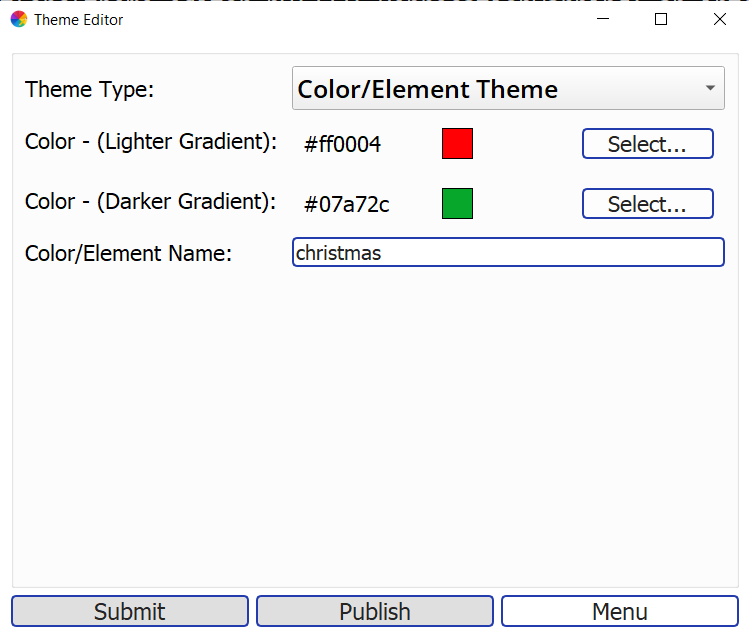 Theme Editor
Theme Type: Color/Element Theme
Color - (Lighter Gradient): #ff0004 Select...
Color - (Darker Gradient): #07a72c Select...
Color/Element Name: christmas
Submit Publish Menu